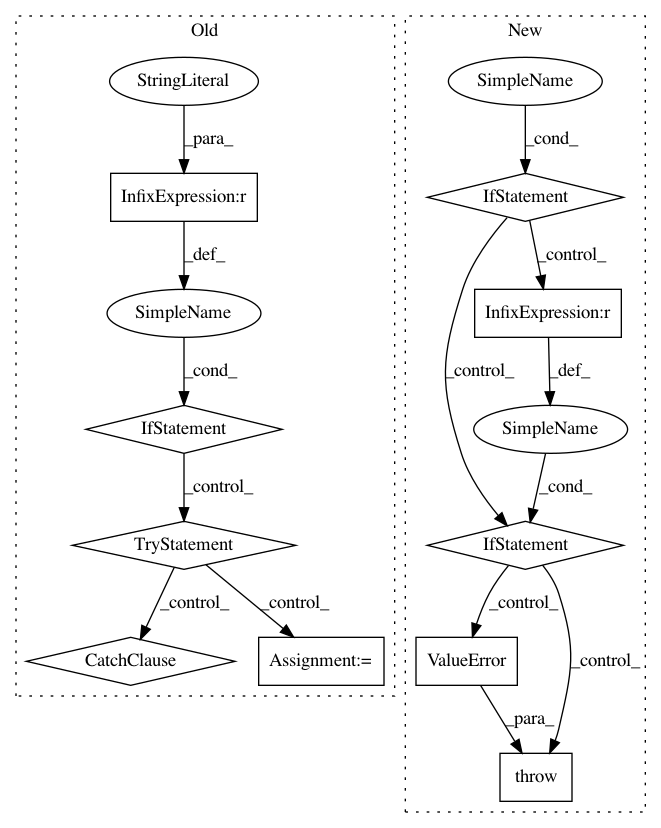 Old
StringLiteral
_para_
InfixExpression:r
_def_
SimpleName
_cond_
IfStatement
_control_
TryStatement
_control_
_control_
CatchClause
Assignment:=
New
SimpleName
_cond_
IfStatement
_control_
InfixExpression:r
_control_
_def_
SimpleName
_cond_
IfStatement
_control_
ValueError
_control_
_para_
throw